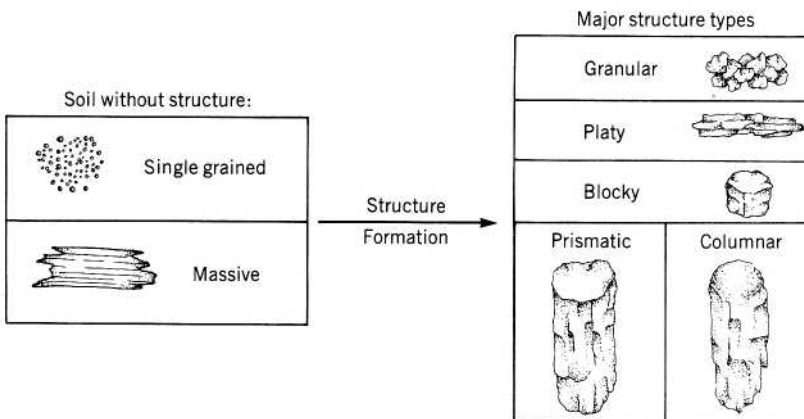 Soil without structure:
Single grained
Massive
Structure
Formation
Major structure types
Granular
Platy
Blocky
Prismatic
Columnar